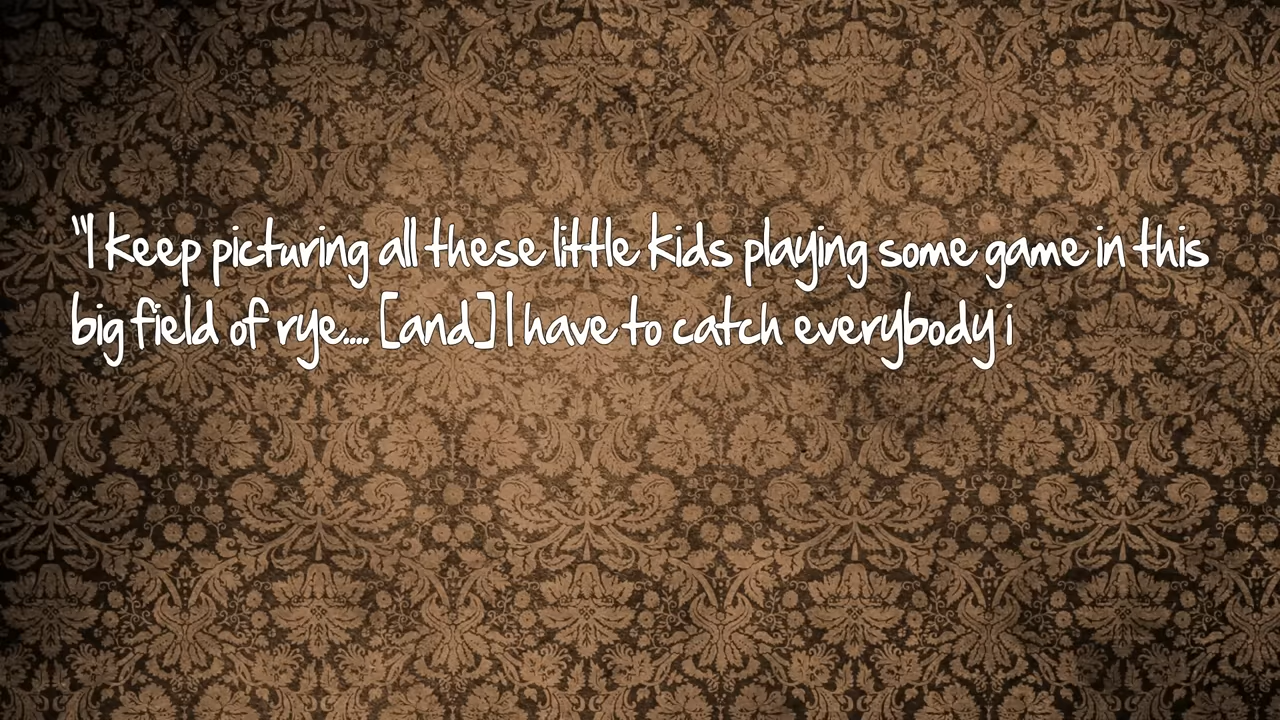 "I keep picturing all these little kids playing some game in this
big field of rye.... [and] I have to catch everybody i